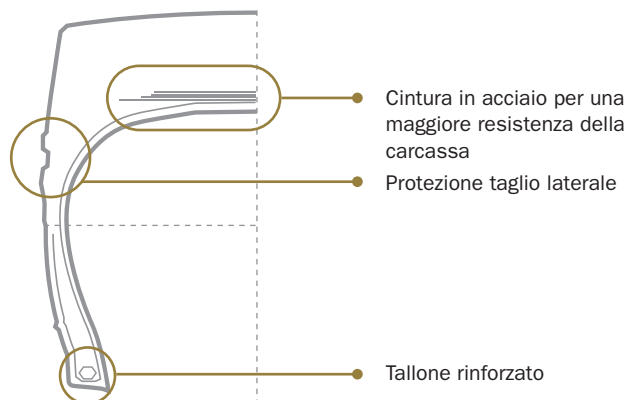 Cintura in acciaio per una
maggiore resistenza della
carcassa
Protezione taglio laterale
Tallone rinforzato